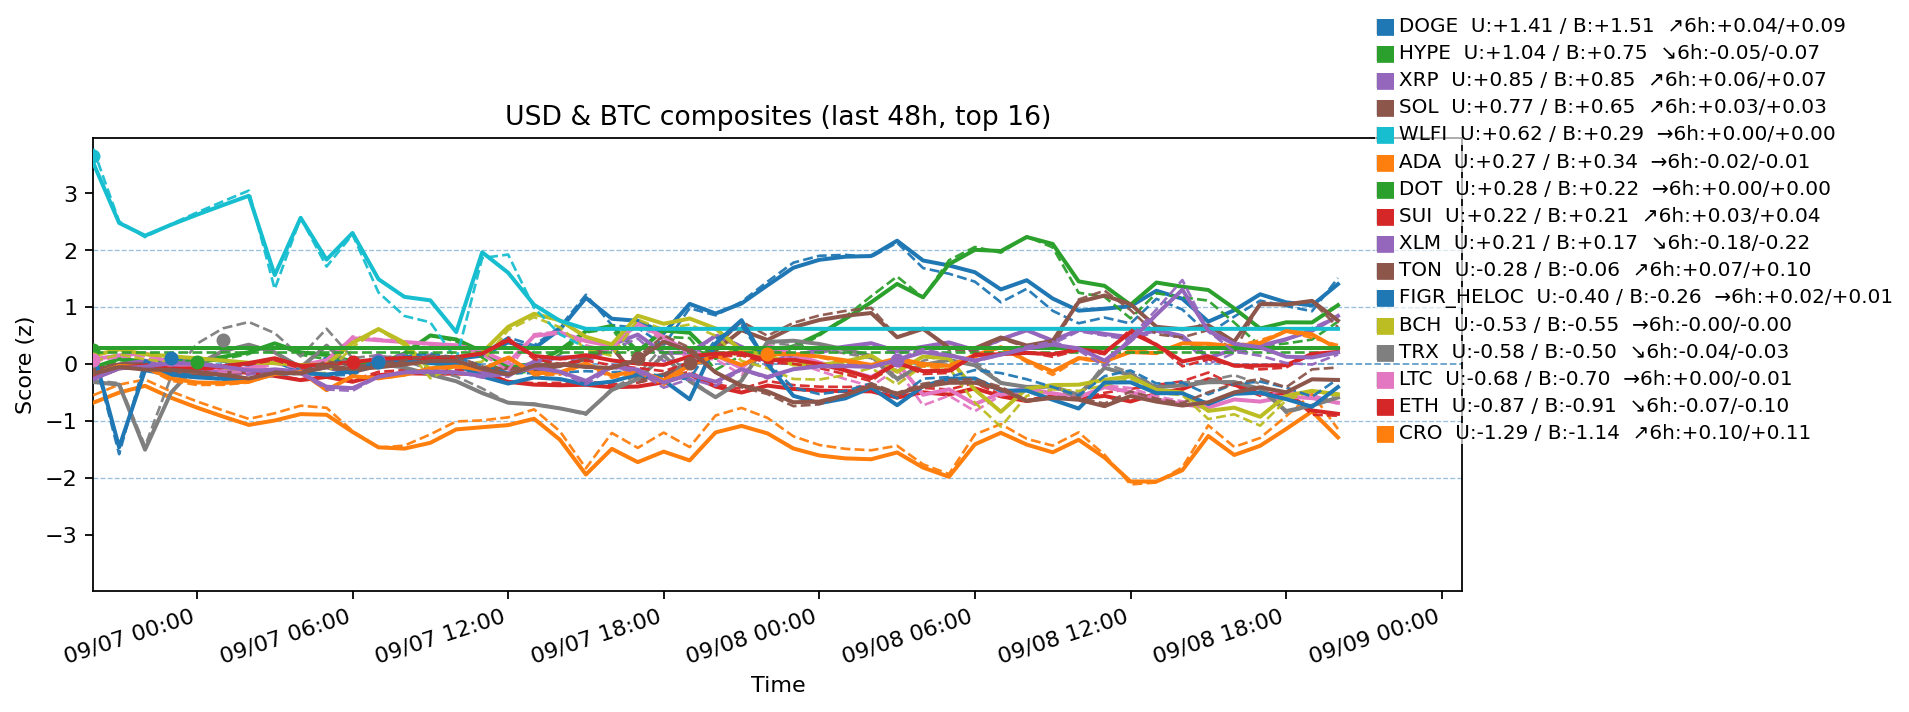 DOGE  U:+1.41 / B:+1.51  ↗6h:+0.04/+0.09
HYPE  U:+1.04 / B:+0.75  ↘6h:-0.05/-0.07
XRP  U:+0.85 / B:+0.85  ↗6h:+0.06/+0.07
SOL  U:+0.77 / B:+0.65  ↗6h:+0.03/+0.03
WLFI  U:+0.62 / B:+0.29  →6h:+0.00/+0.00
ADA  U:+0.27 / B:+0.34  →6h:-0.02/-0.01
DOT  U:+0.28 / B:+0.22  →6h:+0.00/+0.00
SUI  U:+0.22 / B:+0.21  ↗6h:+0.03/+0.04
XLM  U:+0.21 / B:+0.17  ↘6h:-0.18/-0.22
TON  U:-0.28 / B:-0.06  ↗6h:+0.07/+0.10
FIGR_HELOC  U:-0.40 / B:-0.26  →6h:+0.02/+0.01
BCH  U:-0.53 / B:-0.55  →6h:-0.00/-0.00
TRX  U:-0.58 / B:-0.50  ↘6h:-0.04/-0.03
LTC  U:-0.68 / B:-0.70  →6h:+0.00/-0.01
ETH  U:-0.87 / B:-0.91  ↘6h:-0.07/-0.10
CRO  U:-1.29 / B:-1.14  ↗6h:+0.10/+0.11
USD & BTC composites (last 48h, top 16)
Score (z)
3
2
1
0
−1
−2
−3
09/07 00:00
09/07 06:00
09/07 12:00
09/07 18:00
09/08 00:00
09/08 06:00
09/08 12:00
09/08 18:00
09/09 00:00
Time